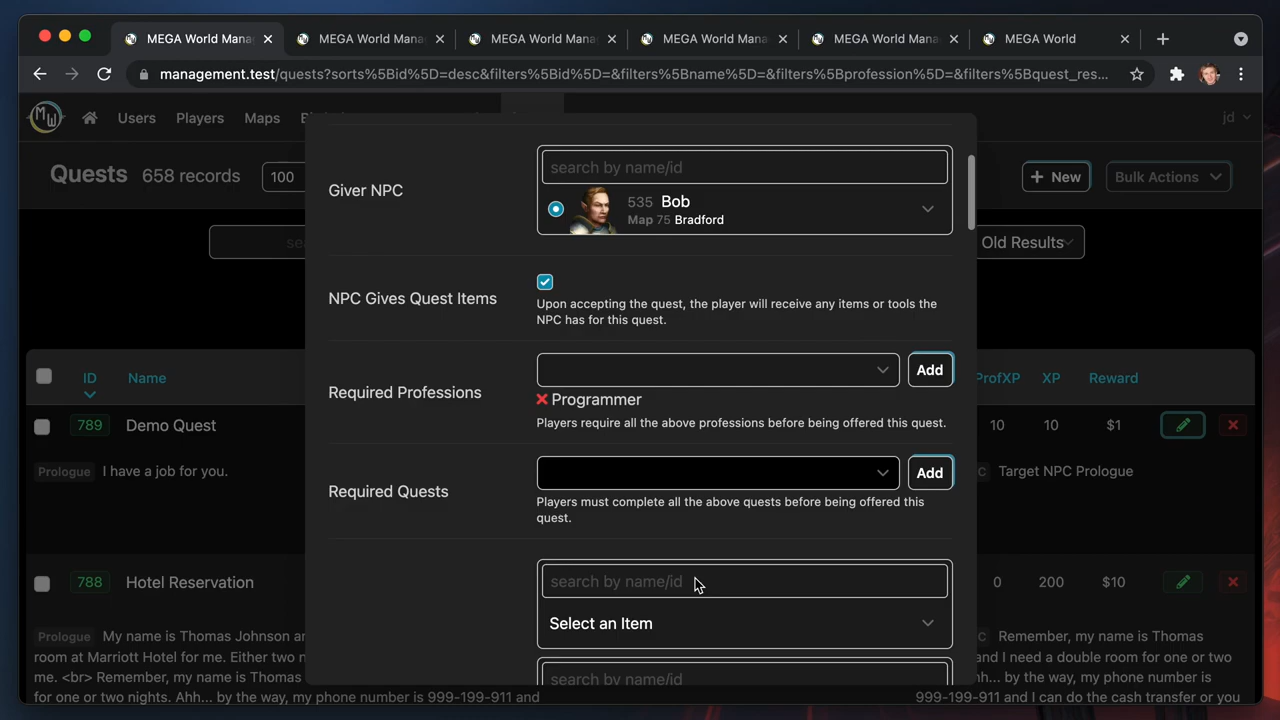 MEGA World Mana
MEGA World Mana
MEGA World Mana
MEGA World Mana
MEGA World Mana
MEGA World
management.test/quests?sorts%5Bid%5D=desc&filters%5Bid%5D=&filters%5Bname%5D=&filters%5Bprofession%5D=&filters%5Bquest_res...
MW
Users Players Maps
jd
Quests 658 records 100
New Bulk Actions
Old Results
Giver NPC
search by name/id
535 Bob
Map 75 Bradford
NPC Gives Quest Items
Upon accepting the quest, the player will receive any items or tools the
NPC has for this quest.
Required Professions
Add
Programmer
Players require all the above professions before being offered this quest.
Required Quests
Add
Players must complete all the above quests before being offered this
quest.
search by name/id
Select an Item
search by name/id
ID Name ProfXP XP Reward
789 Demo Quest 10 10 $1
Prologue I have a job for you.
Target NPC Prologue
788 Hotel Reservation 0 200 $10
Prologue My name is Thomas Johnson
room at Marriott Hotel for me. Either two
me. <br> Remember, my name is Thomas
for one or two nights. Ahh... by the way, my phone number is 999-199-911 and
Remember, my name is Thomas
and I need a double room for one or two
... by the way, my phone number is
999-199-911 and I can do the cash transfer or you